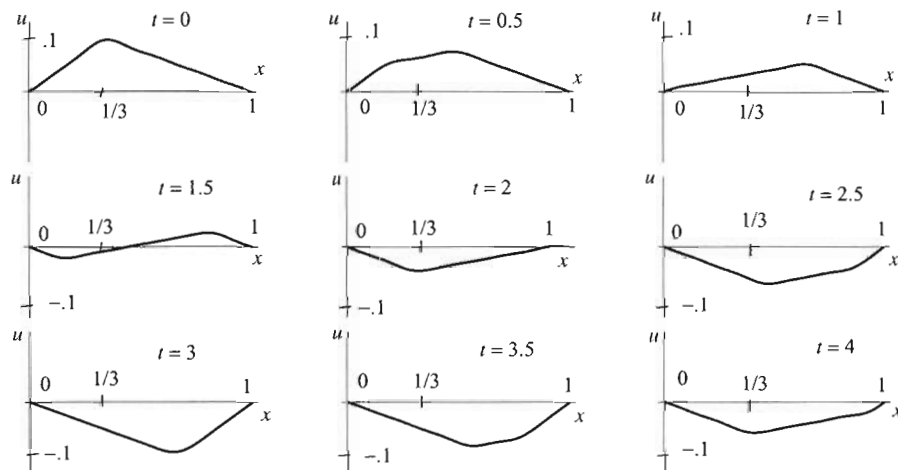 u t = 0 u t = 0.5 u t = 1
.1 .1 .1
x x x
0 1/3 1 0 1/3 1 0 1/3 1
u t = 1.5 u t = 2 u t = 2.5
0 1/3 1 0 1/3 1 0 1/3 1
x x x
−.1 −.1 −.1
u t = 3 u t = 3.5 u t = 4
0 1/3 1 0 1/3 1 0 1/3 1
x x x
−.1 −.1 −.1